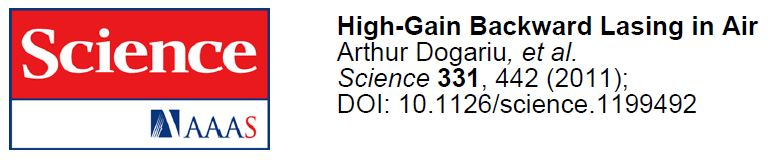 Science
AAAS
High-Gain Backward Lasing in Air
Arthur Dogariu, et al.
Science 331, 442 (2011);
DOI: 10.1126/science.1199492